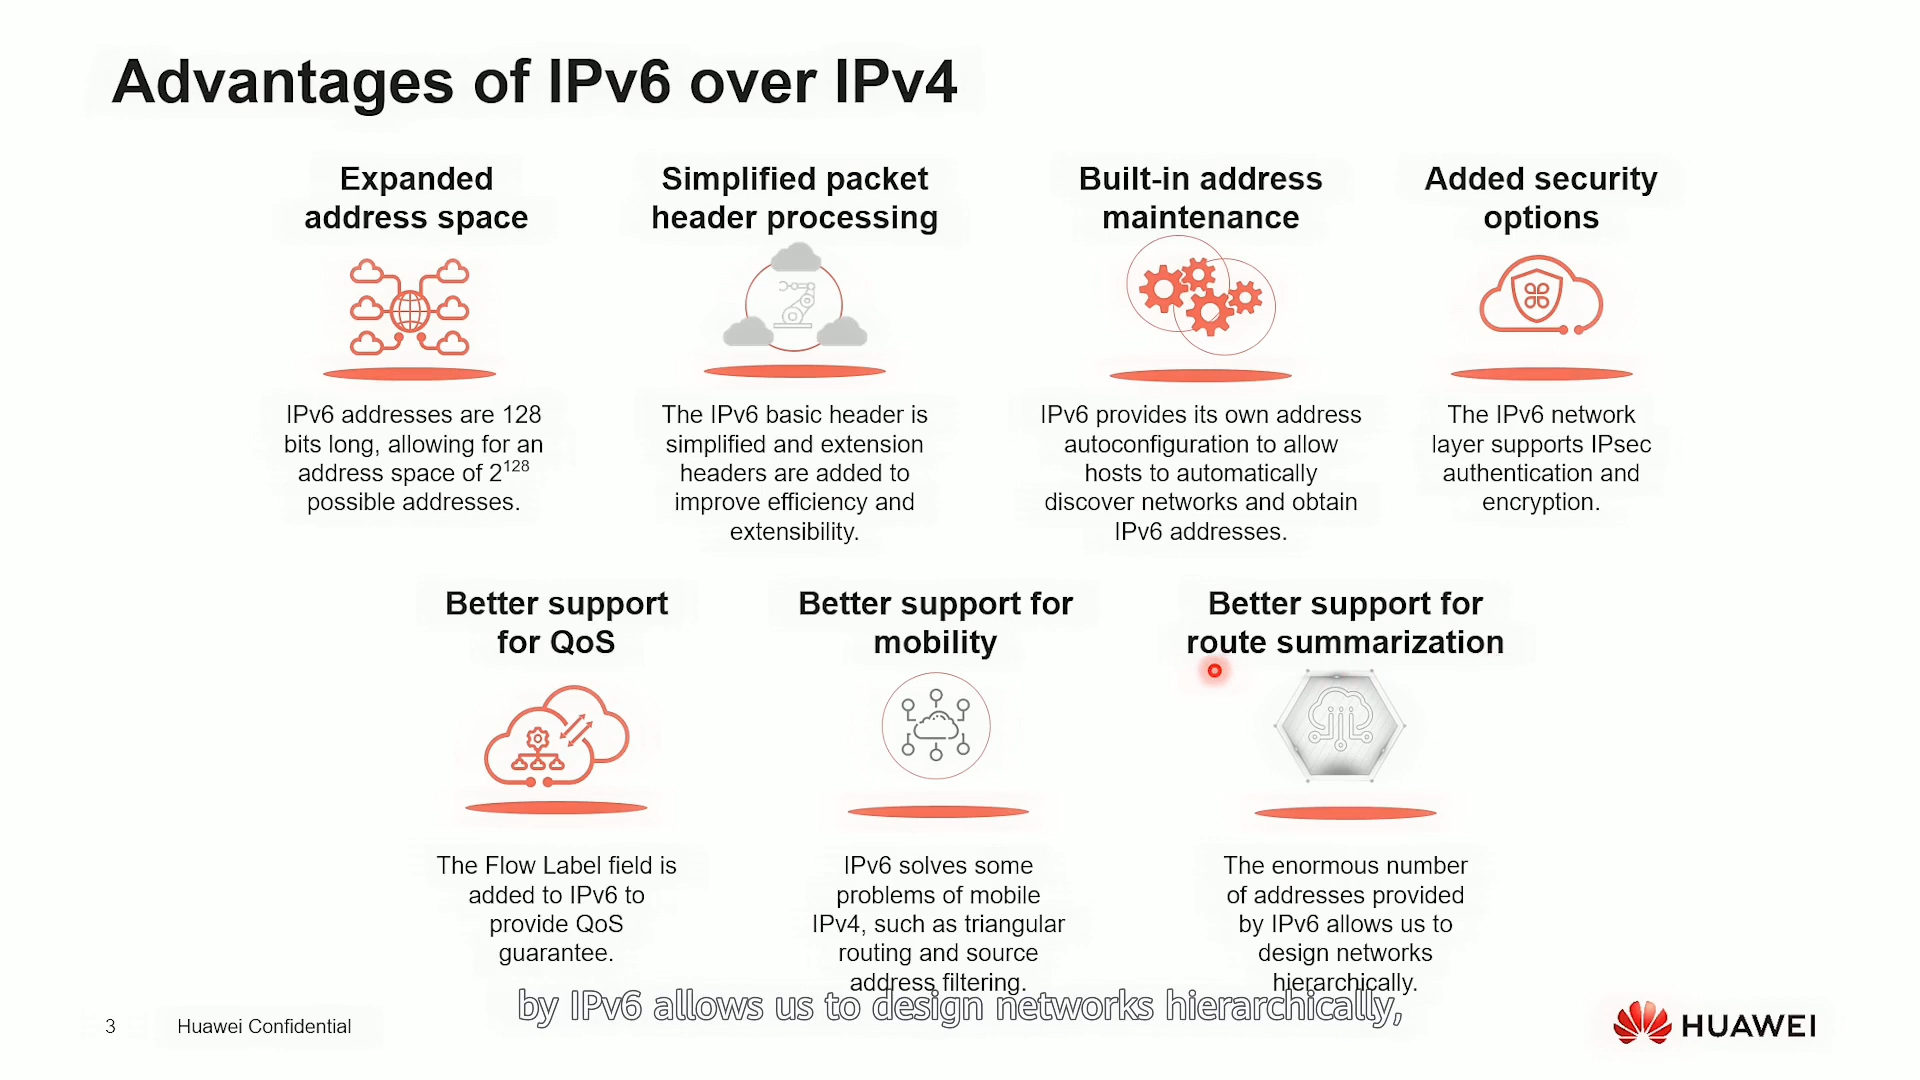 Advantages of IPv6 over IPv4
Expanded
address space
IPv6 addresses are 128
bits long, allowing for an
address space of 2^128
possible addresses.
Simplified packet
header processing
The IPv6 basic header is
simplified and extension
headers are added to
improve efficiency and
extensibility.
Built-in address
maintenance
IPv6 provides its own address
autoconfiguration to allow
hosts to automatically
discover networks and obtain
IPv6 addresses.
Added security
options
The IPv6 network
layer supports IPsec
authentication and
encryption.
Better support
for QoS
The Flow Label field is
added to IPv6 to
provide QoS
guarantee.
Better support for
mobility
IPv6 solves some
problems of mobile
IPv4, such as triangular
routing and source
address filtering.
Better support for
route summarization
The enormous number
of addresses provided
by IPv6 allows us to
design networks
hierarchically.
by IPv6 allows us to design networks hierarchically,
3
Huawei Confidential
HUAWEI